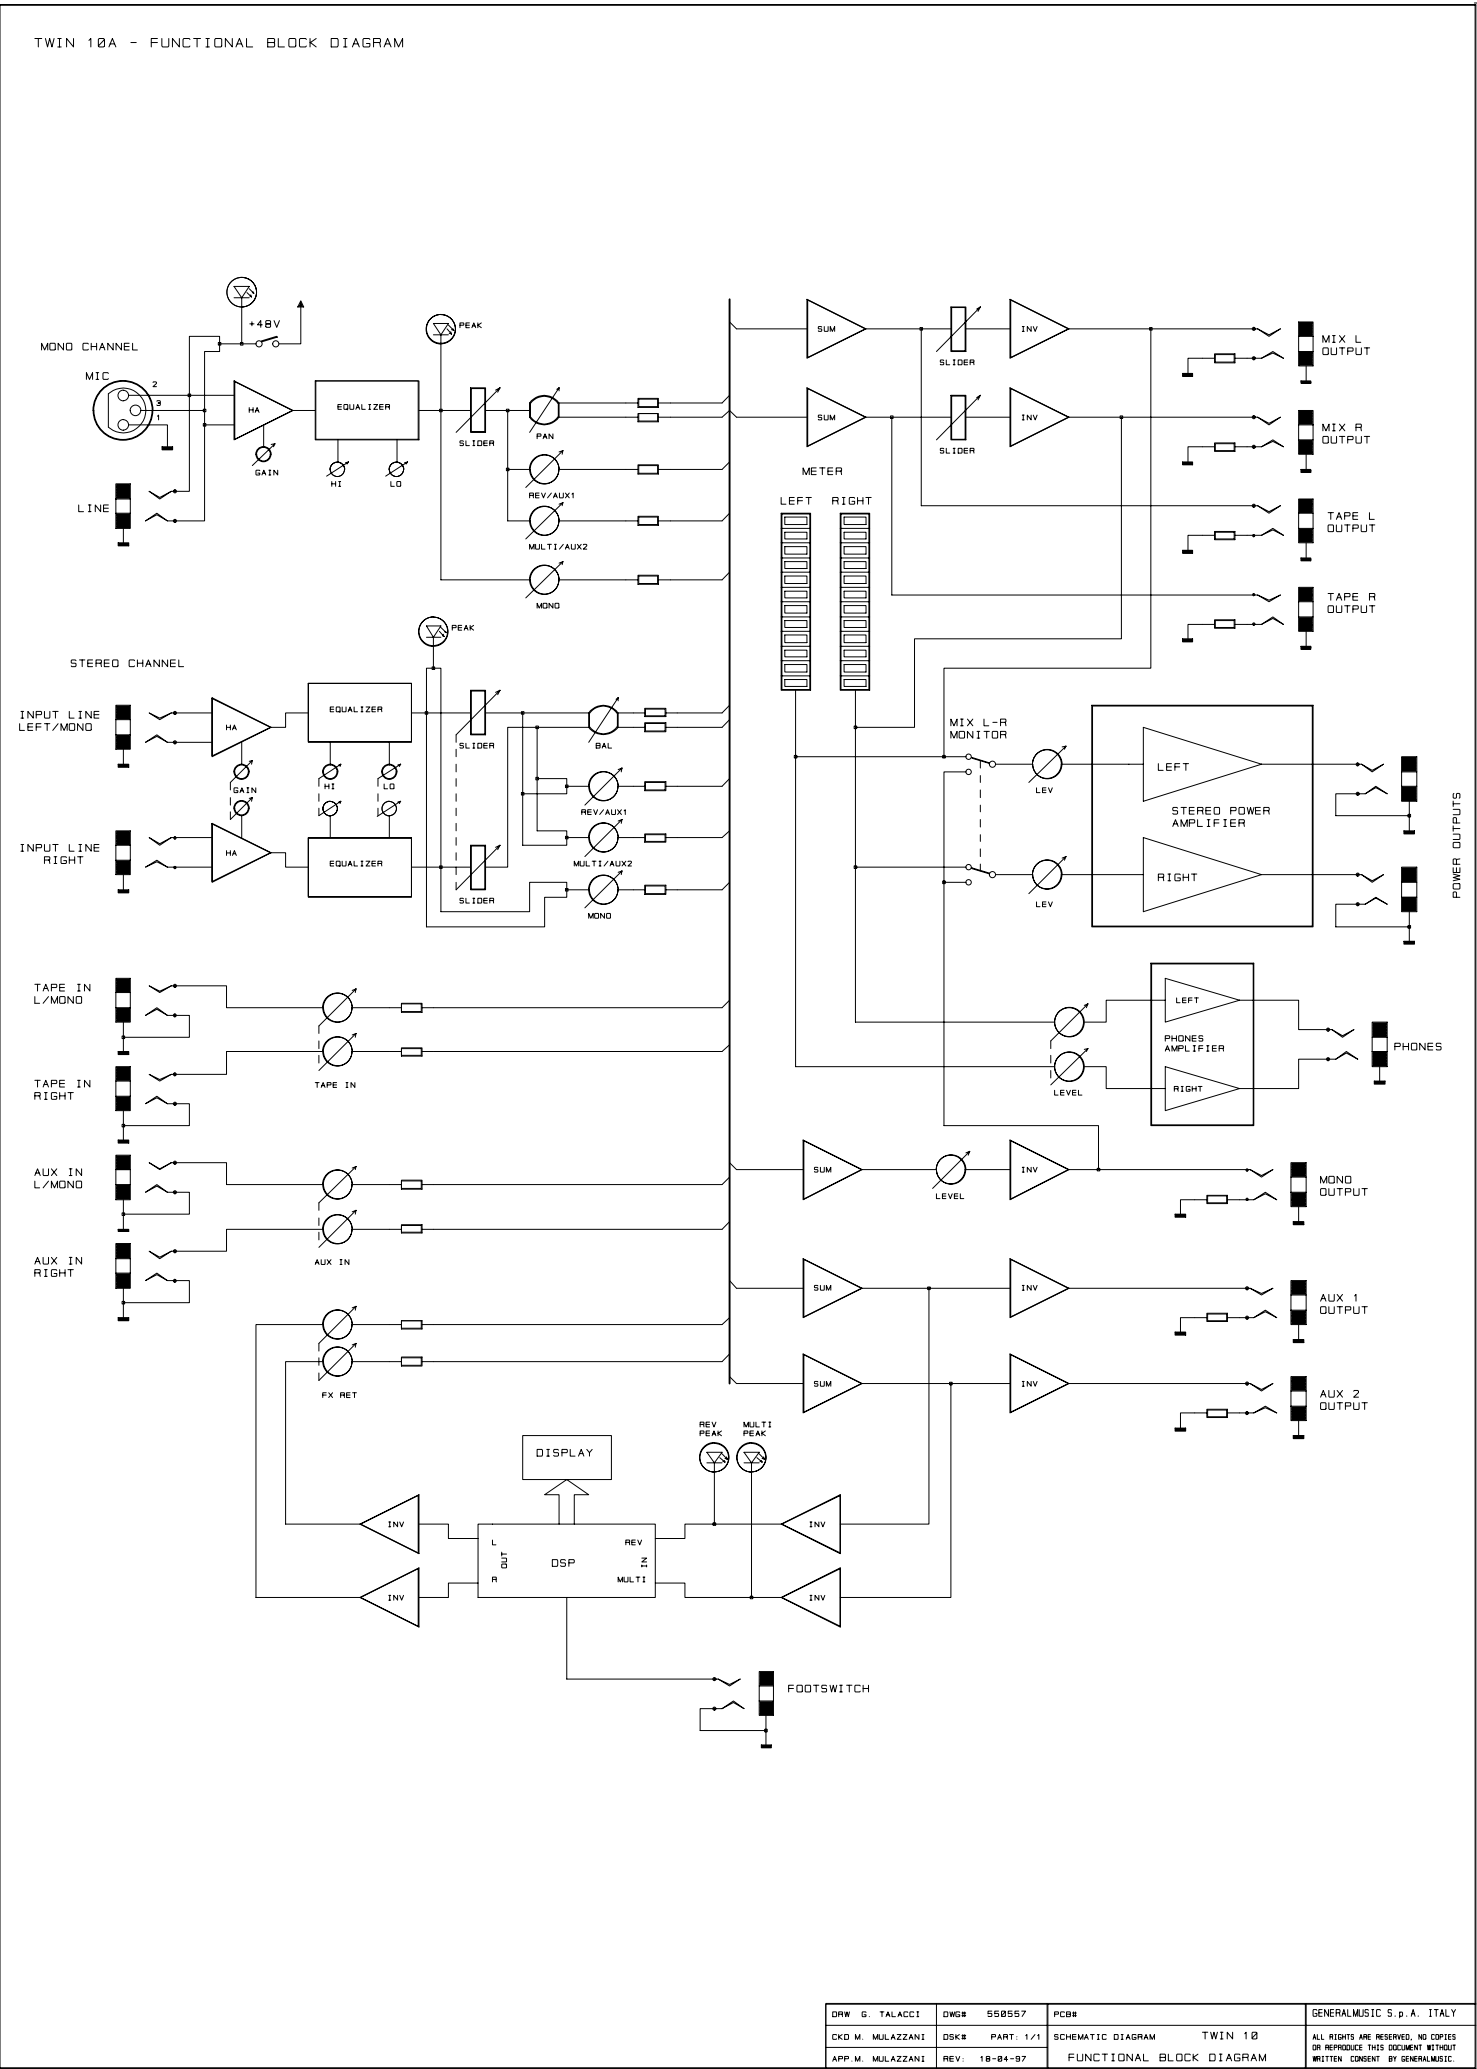 TWIN 10A - FUNCTIONAL BLOCK DIAGRAM
+48V
PEAK
MONO CHANNEL
MIC
2
3
1
HA
EQUALIZER
GAIN
HI
LO
SLIDER
PAN
REV/AUX1
MULTI/AUX2
MONO
LINE
SUM
SLIDER
INV
MIX L
OUTPUT
SUM
SLIDER
INV
MIX R
OUTPUT
METER
LEFT RIGHT
TAPE L
OUTPUT
TAPE R
OUTPUT
PEAK
STEREO CHANNEL
INPUT LINE
LEFT/MONO
HA
EQUALIZER
SLIDER
BAL
GAIN
HI
LO
REV/AUX1
INPUT LINE
RIGHT
HA
EQUALIZER
MULTI/AUX2
SLIDER
MONO
MIX L-R
MONITOR
LEV
LEFT
STEREO POWER
AMPLIFIER
RIGHT
LEV
POWER OUTPUTS
TAPE IN
L/MONO
TAPE IN
RIGHT
TAPE IN
LEFT
PHONES
AMPLIFIER
RIGHT
LEVEL
PHONES
AUX IN
L/MONO
AUX IN
RIGHT
AUX IN
SUM
LEVEL
INV
MONO
OUTPUT
SUM
INV
AUX 1
OUTPUT
FX RET
SUM
INV
AUX 2
OUTPUT
REV
PEAK
MULTI
PEAK
DISPLAY
INV
INV
L
R
OUT
DSP
REV
MULTI
IN
INV
INV
FOOTSWITCH
DRW G. TALACCI
DWG# 550557
PCB#
GENERALMUSIC S.p.A. ITALY
CKD M. MULAZZANI
DSK# PART: 1/1
SCHEMATIC DIAGRAM TWIN 10
ALL RIGHTS ARE RESERVED, NO COPIES
OR REPRODUCE THIS DOCUMENT WITHOUT
WRITTEN CONSENT BY GENERALMUSIC.
APP.M. MULAZZANI
REV: 18-04-97
FUNCTIONAL BLOCK DIAGRAM